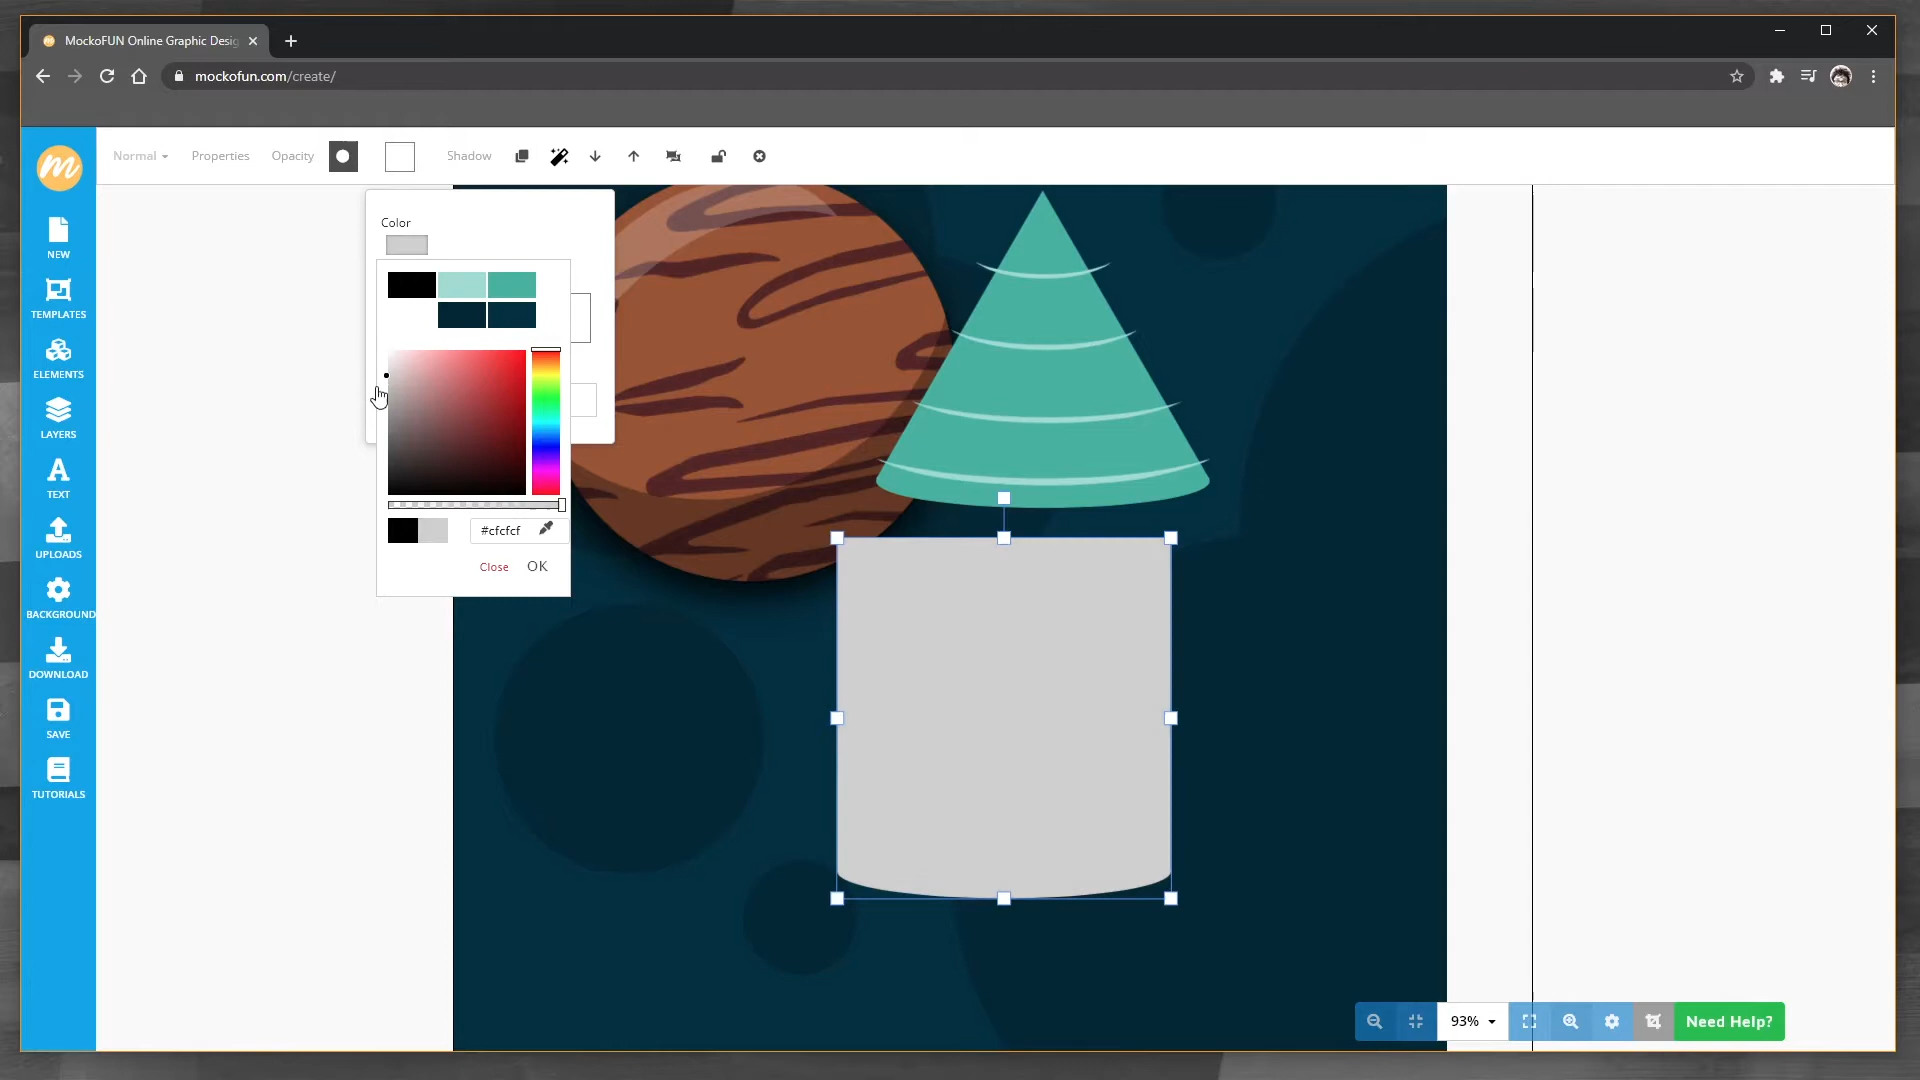 MockoFUN Online Graphic Desig
mockofun.com/create/
Normal
Properties
Opacity
Shadow
NEW
TEMPLATES
ELEMENTS
LAYERS
TEXT
UPLOADS
BACKGROUND
DOWNLOAD
SAVE
TUTORIALS
Color
#cfcfcf
Close
OK
93%
Need Help?